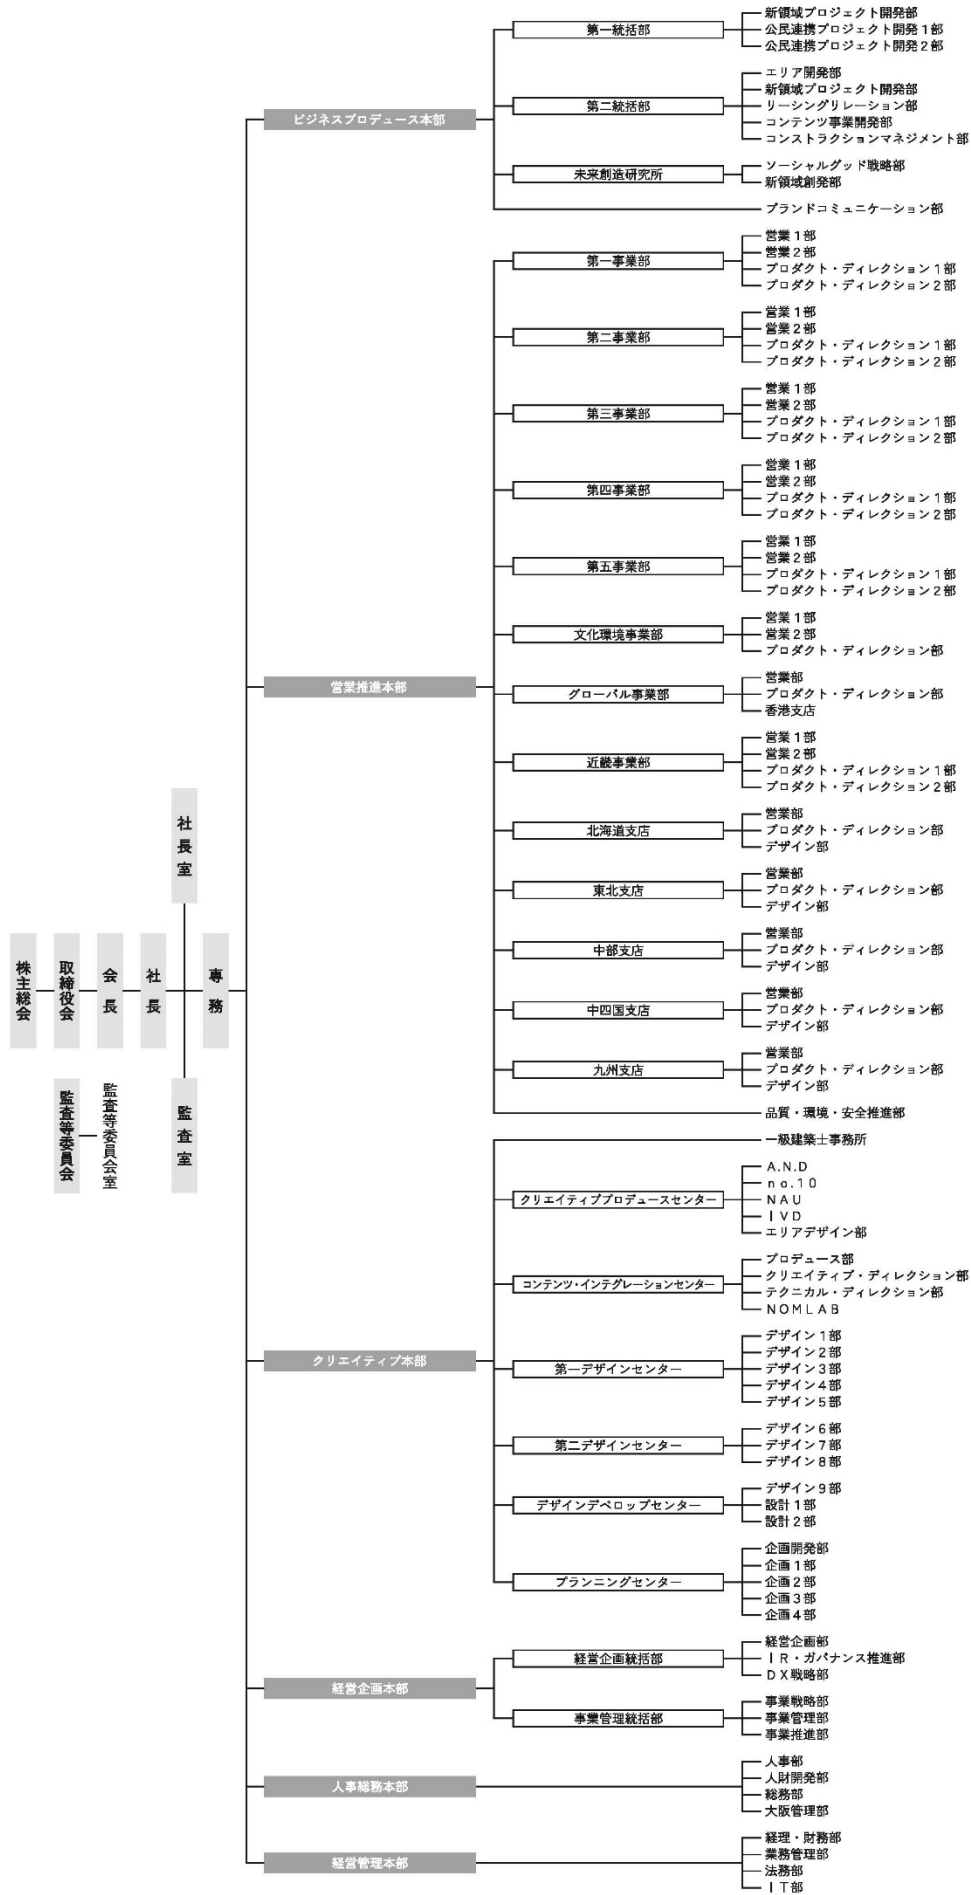 株主総会
取締役会
会長
社長
社長室
監査室
専務
監査等委員会
監査等委員会室
ビジネスプロデュース本部
第一統括部
新領域プロジェクト開発部
公民連携プロジェクト開発1部
公民連携プロジェクト開発2部
第二統括部
エリア開発部
新領域プロジェクト開発部
リーシングリレーション部
コンテンツ事業開発部
コンストラクションマネジメント部
未来創造研究所
ソーシャルグッド戦略部
新領域創発部
ブランドコミュニケーション部
営業推進本部
第一事業部
営業1部
営業2部
プロダクト・ディレクション1部
プロダクト・ディレクション2部
第二事業部
営業1部
営業2部
プロダクト・ディレクション1部
プロダクト・ディレクション2部
第三事業部
営業1部
営業2部
プロダクト・ディレクション1部
プロダクト・ディレクション2部
第四事業部
営業1部
営業2部
プロダクト・ディレクション1部
プロダクト・ディレクション2部
第五事業部
営業1部
営業2部
プロダクト・ディレクション1部
プロダクト・ディレクション2部
文化環境事業部
営業1部
営業2部
プロダクト・ディレクション部
グローバル事業部
営業部
プロダクト・ディレクション部
香港支店
近畿事業部
営業1部
営業2部
プロダクト・ディレクション1部
プロダクト・ディレクション2部
北海道支店
営業部
プロダクト・ディレクション部
デザイン部
東北支店
営業部
プロダクト・ディレクション部
デザイン部
中部支店
営業部
プロダクト・ディレクション部
デザイン部
中四国支店
営業部
プロダクト・ディレクション部
デザイン部
九州支店
営業部
プロダクト・ディレクション部
デザイン部
品質・環境・安全推進部
クリエイティブ本部
一級建築士事務所
クリエイティブプロデュースセンター
A.N.D
no.10
NAU
IVD
エリアデザイン部
コンテンツ・インテグレーションセンター
プロデュース部
クリエイティブ・ディレクション部
テクニカル・ディレクション部
NOMLAB
第一デザインセンター
デザイン1部
デザイン2部
デザイン3部
デザイン4部
デザイン5部
第二デザインセンター
デザイン6部
デザイン7部
デザイン8部
デザインデベロップセンター
デザイン9部
設計1部
設計2部
プランニングセンター
企画開発部
企画1部
企画2部
企画3部
企画4部
経営企画本部
経営企画統括部
経営企画部
IR・ガバナンス推進部
DX戦略部
事業管理統括部
事業戦略部
事業管理部
事業推進部
人事総務本部
人事部
人財開発部
総務部
大阪管理部
経営管理本部
経理・財務部
業務管理部
法務部
IT部